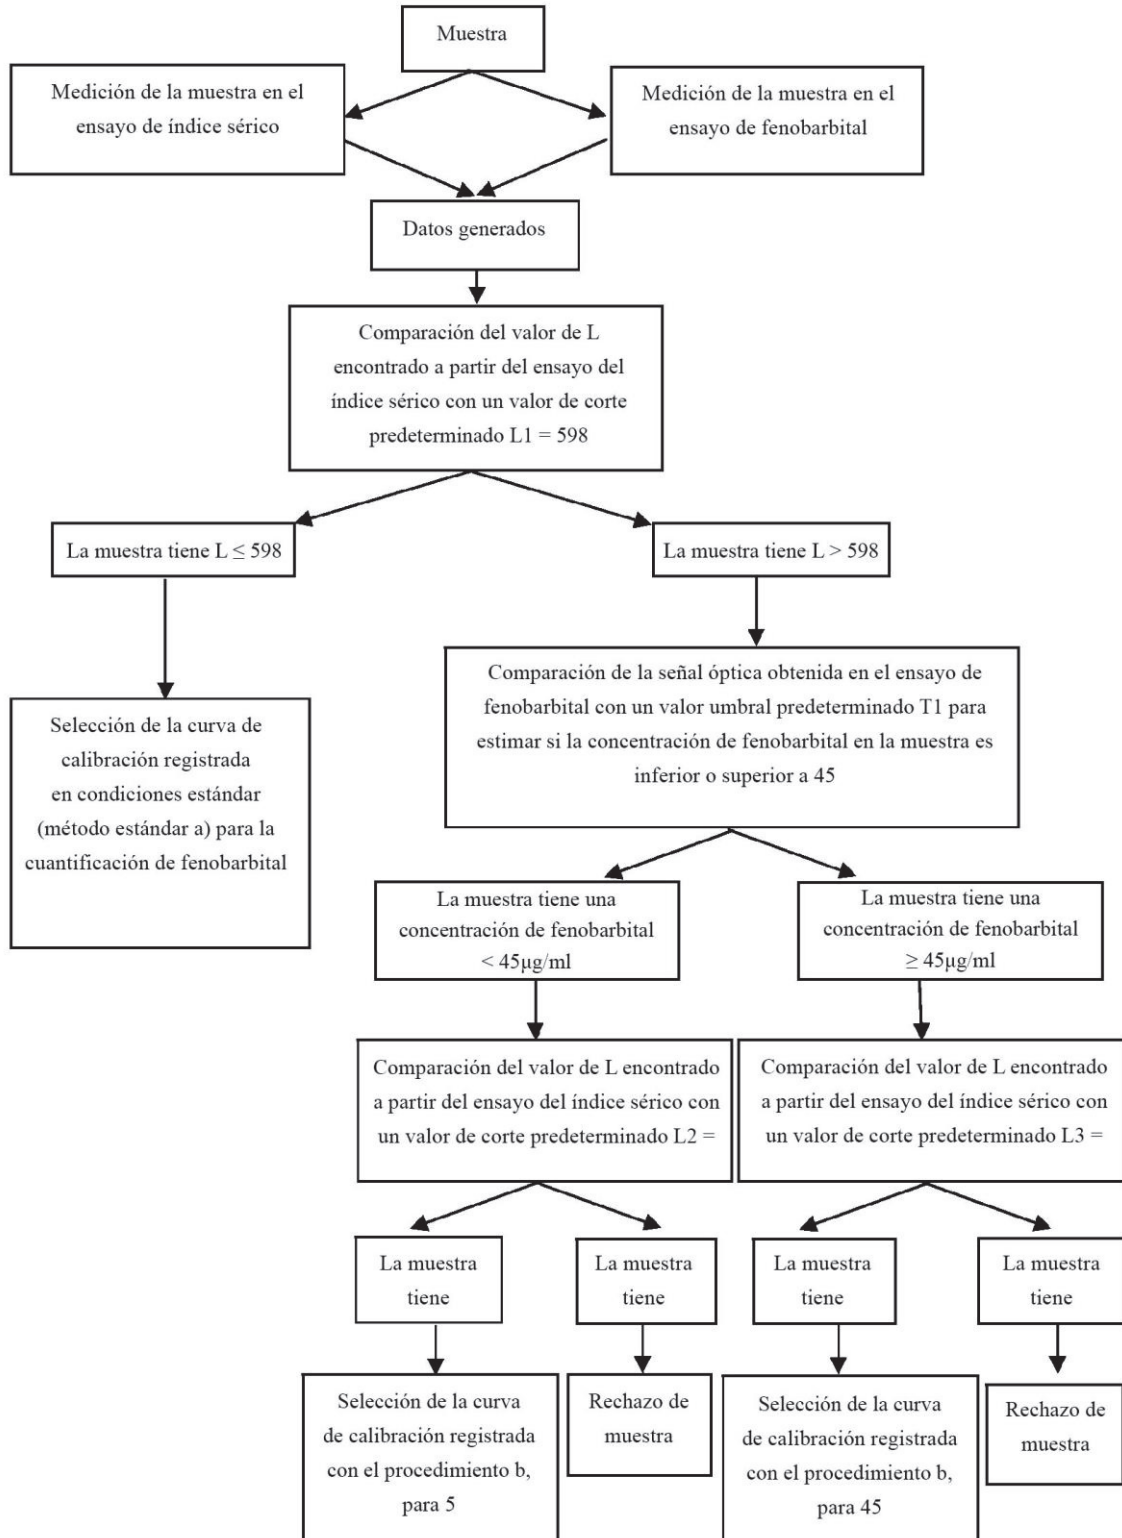 Muestra
Medición de la muestra en el
ensayo de índice sérico
Medición de la muestra en el
ensayo de fenobarbital
Datos generados
Comparación del valor de L
encontrado a partir del ensayo del
índice sérico con un valor de corte
predeterminado L1 = 598
La muestra tiene L ≤ 598
La muestra tiene L > 598
Selección de la curva de
calibración registrada
en condiciones estándar
(método estándar a) para la
cuantificación de fenobarbital
Comparación de la señal óptica obtenida en el ensayo de
fenobarbital con un valor umbral predeterminado T1 para
estimar si la concentración de fenobarbital en la muestra es
inferior o superior a 45
La muestra tiene una
concentración de fenobarbital
< 45μg/ml
La muestra tiene una
concentración de fenobarbital
≥ 45μg/ml
Comparación del valor de L encontrado
a partir del ensayo del índice sérico con
un valor de corte predeterminado L2 =
Comparación del valor de L encontrado
a partir del ensayo del índice sérico con
un valor de corte predeterminado L3 =
La muestra
tiene
La muestra
tiene
La muestra
tiene
La muestra
tiene
Selección de la curva
de calibración registrada
con el procedimiento b,
para 5
Rechazo de
muestra
Selección de la curva
de calibración registrada
con el procedimiento b,
para 45
Rechazo de
muestra